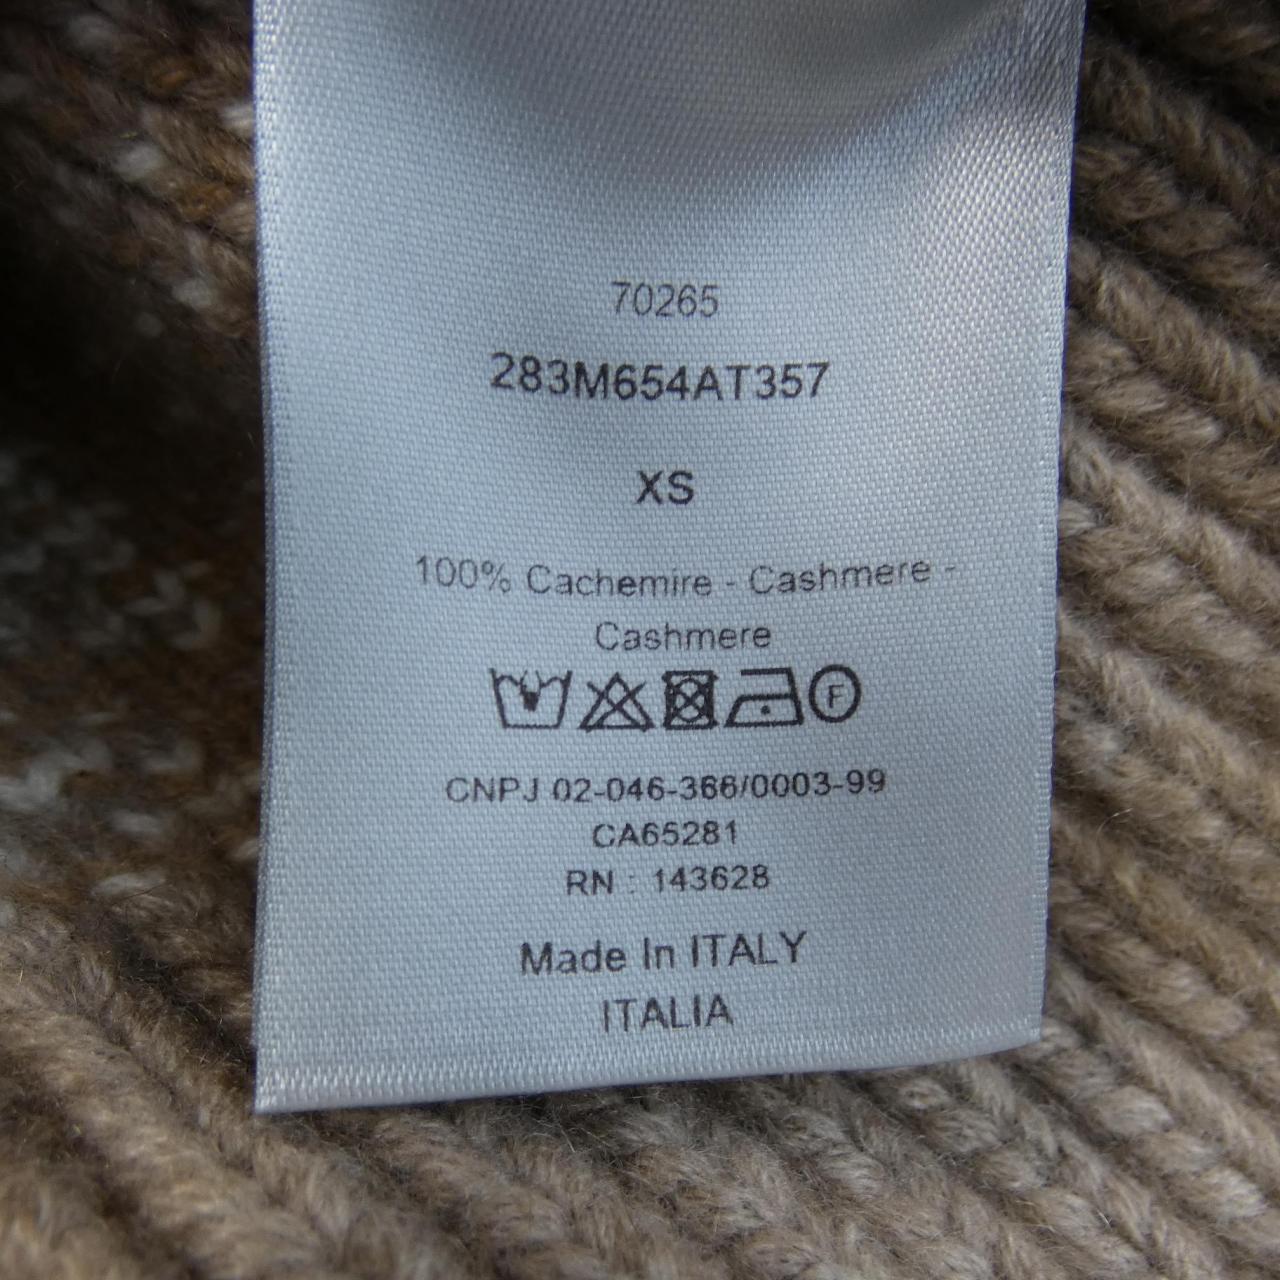 70265
283M654AT357
XS
100% Cachemire - Cashmere -
Cashmere
F
CNPJ 02-046-366/0003-99
CA65281
RN : 143628
Made In ITALY
ITALIA